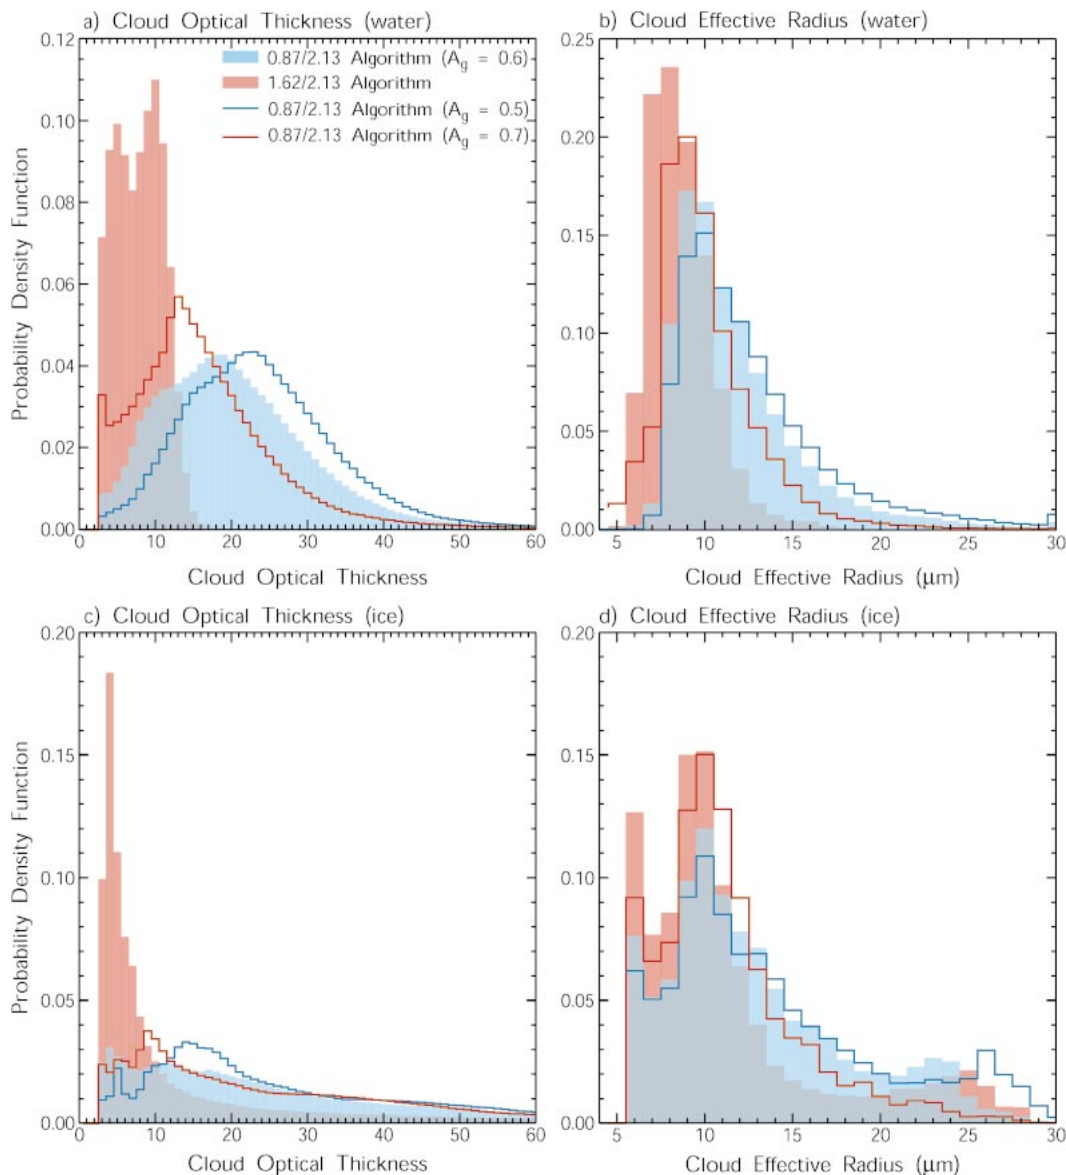 a) Cloud Optical Thickness (water)
0.12
0.10
0.08
0.06
0.04
0.02
0.00
Probability Density Function
0.87/2.13 Algorithm (A_g = 0.6)
1.62/2.13 Algorithm
0.87/2.13 Algorithm (A_g = 0.5)
0.87/2.13 Algorithm (A_g = 0.7)
0 10 20 30 40 50 60
Cloud Optical Thickness
b) Cloud Effective Radius (water)
0.25
0.20
0.15
0.10
0.05
0.00
5 10 15 20 25 30
Cloud Effective Radius (μm)
c) Cloud Optical Thickness (ice)
0.20
0.15
0.10
0.05
0.00
Probability Density Function
0 10 20 30 40 50 60
Cloud Optical Thickness
d) Cloud Effective Radius (ice)
0.20
0.15
0.10
0.05
0.00
5 10 15 20 25 30
Cloud Effective Radius (μm)